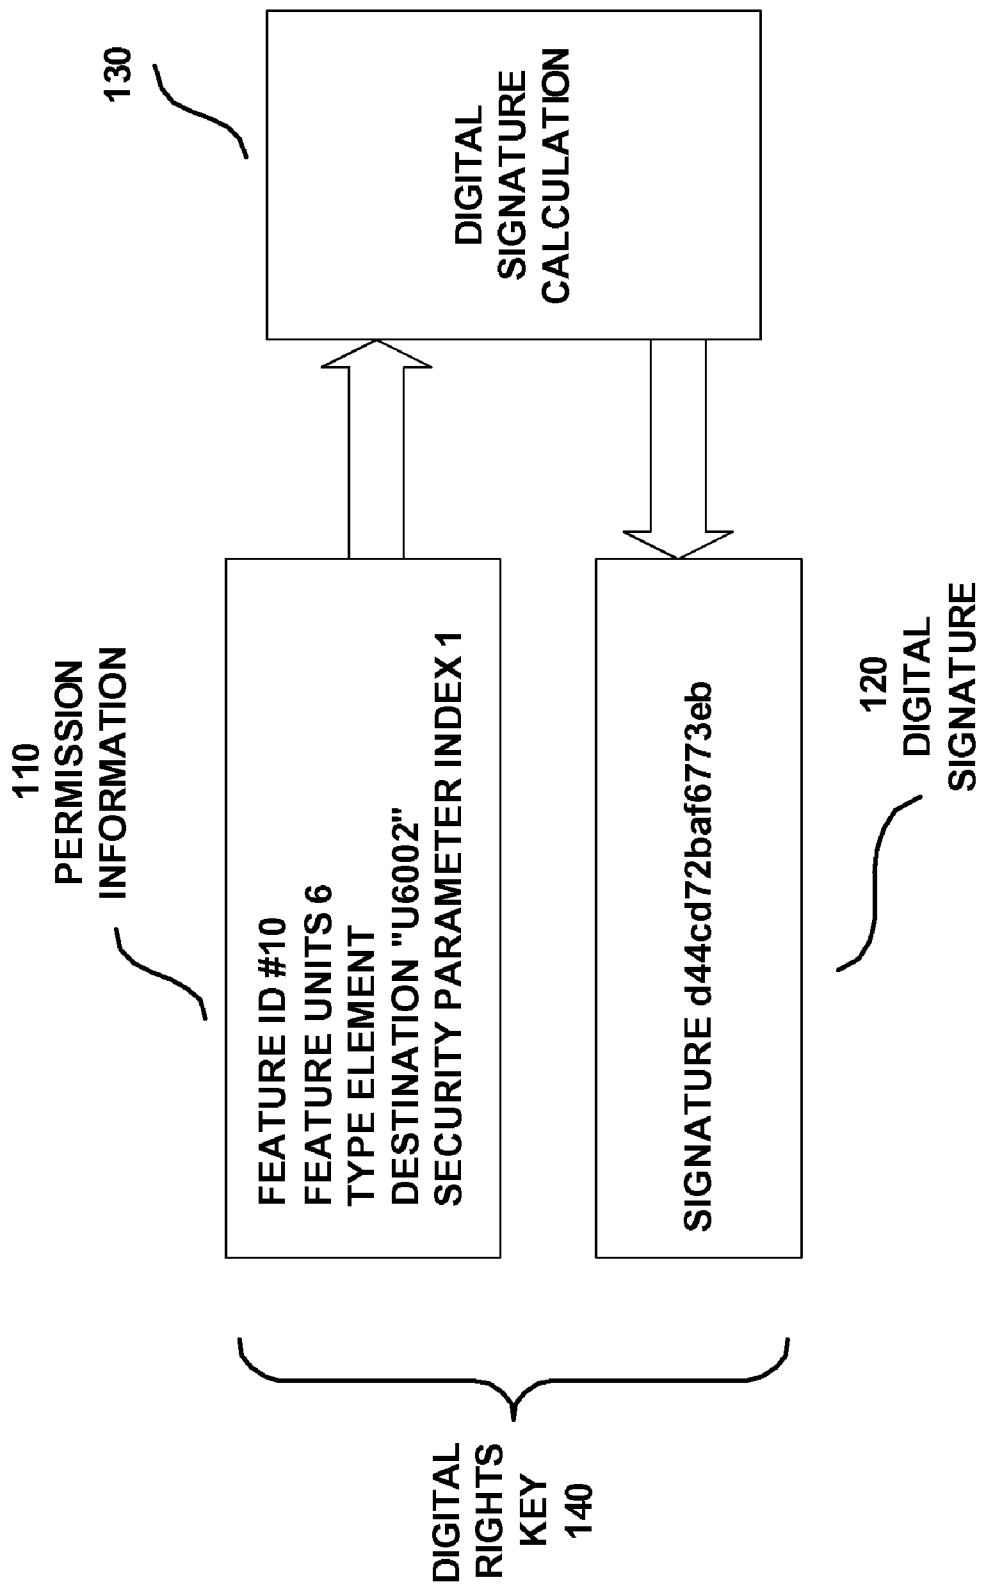 DIGITAL
RIGHTS
KEY
140
110
PERMISSION
INFORMATION
FEATURE ID #10
FEATURE UNITS 6
TYPE ELEMENT
DESTINATION "U6002"
SECURITY PARAMETER INDEX 1
SIGNATURE d44cd72baf6773eb
120
DIGITAL
SIGNATURE
130
DIGITAL
SIGNATURE
CALCULATION